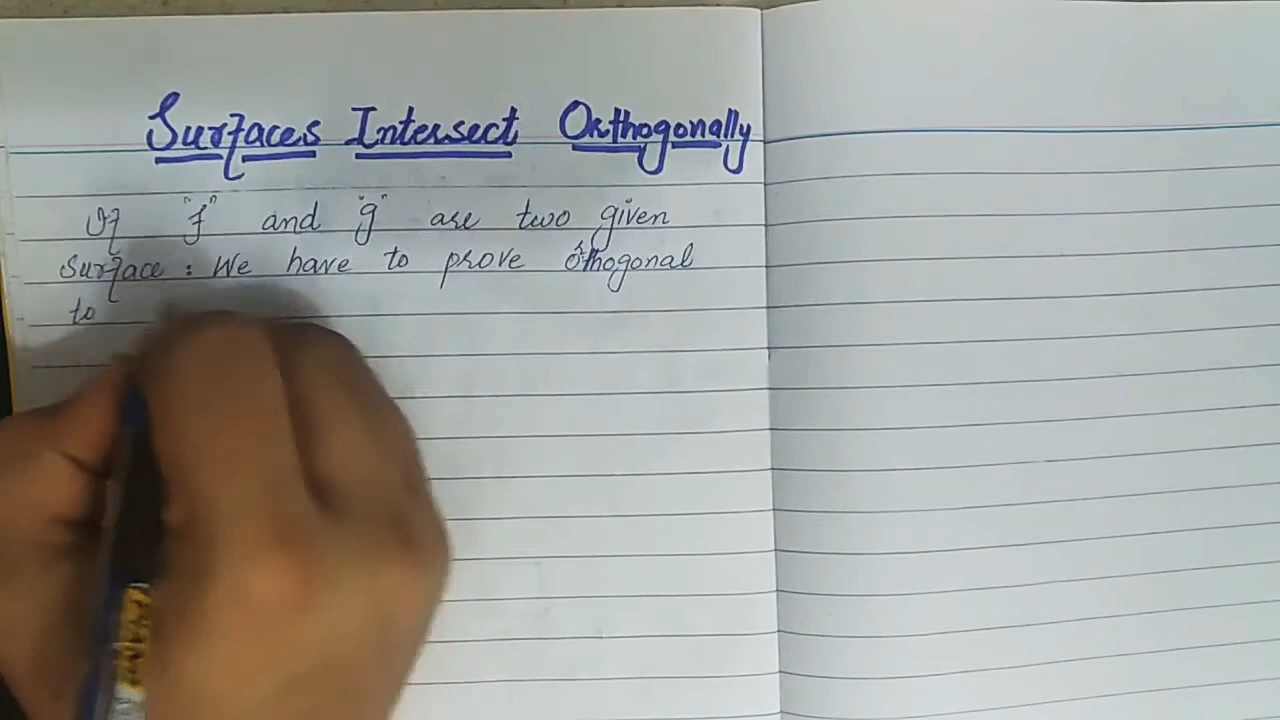 Surfaces Intersect Orthogonally
If "f" and "g" are two given
surface : We have to prove orthogonal
to